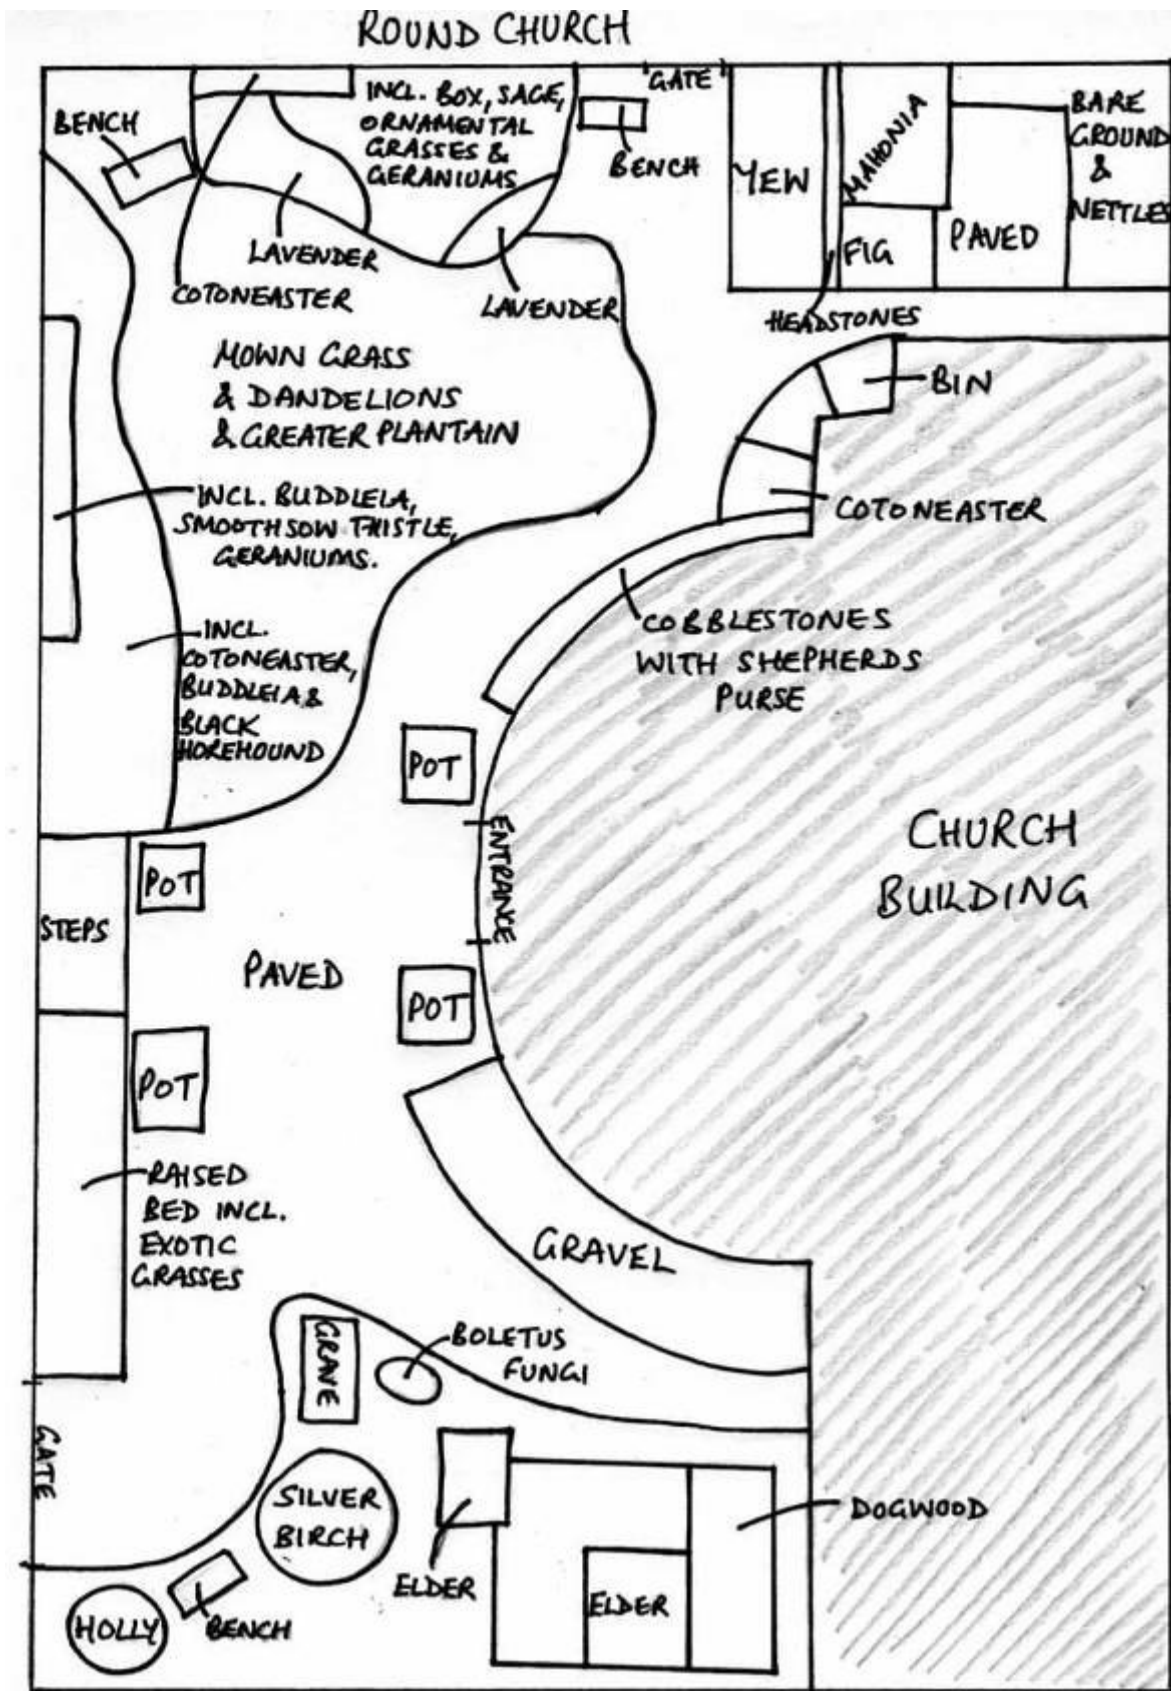 ROUND CHURCH
BENCH
INCL. BOX, SAGE,
ORNAMENTAL
GRASSES &
GERANIUMS
GATE
BENCH
YEW
MAHONIA
FIG
PAVED
BARE
GROUND
&
NETTLES
LAVENDER
COTONEASTER
LAVENDER
HEADSTONES
MOWN GRASS
& DANDELIONS
& GREATER PLANTAIN
BIN
COTONEASTER
INCL. BUDDLEIA,
SMOOTH SOW THISTLE,
GERANIUMS.
INCL.
COTONEASTER,
BUDDLEIA &
BLACK
HOREHOUND
COBBLESTONES
WITH SHEPHERDS
PURSE
POT
ENTRANCE
CHURCH
BUILDING
POT
STEPS
PAVED
POT
POT
RAISED
BED INCL.
EXOTIC
GRASSES
GRAVEL
GRAVE
BOLETUS
FUNGI
GATE
SILVER
BIRCH
DOGWOOD
ELDER
ELDER
HOLLY
BENCH